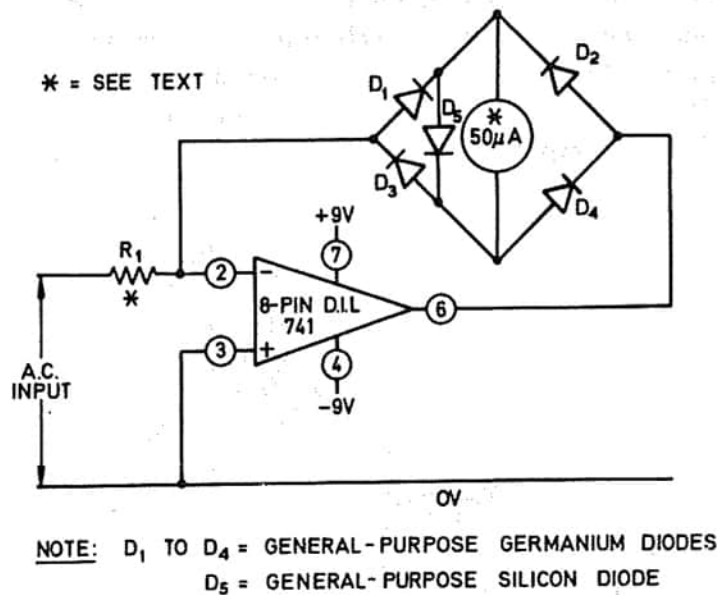 * = SEE TEXT
D1
D2
D5
*
50µA
D3
D4
+9V
R1
*
2
-
7
8-PIN D.I.L
741
6
3
+
4
-9V
A.C.
INPUT
0V
NOTE: D1 TO D4 = GENERAL-PURPOSE GERMANIUM DIODES
D5 = GENERAL-PURPOSE SILICON DIODE